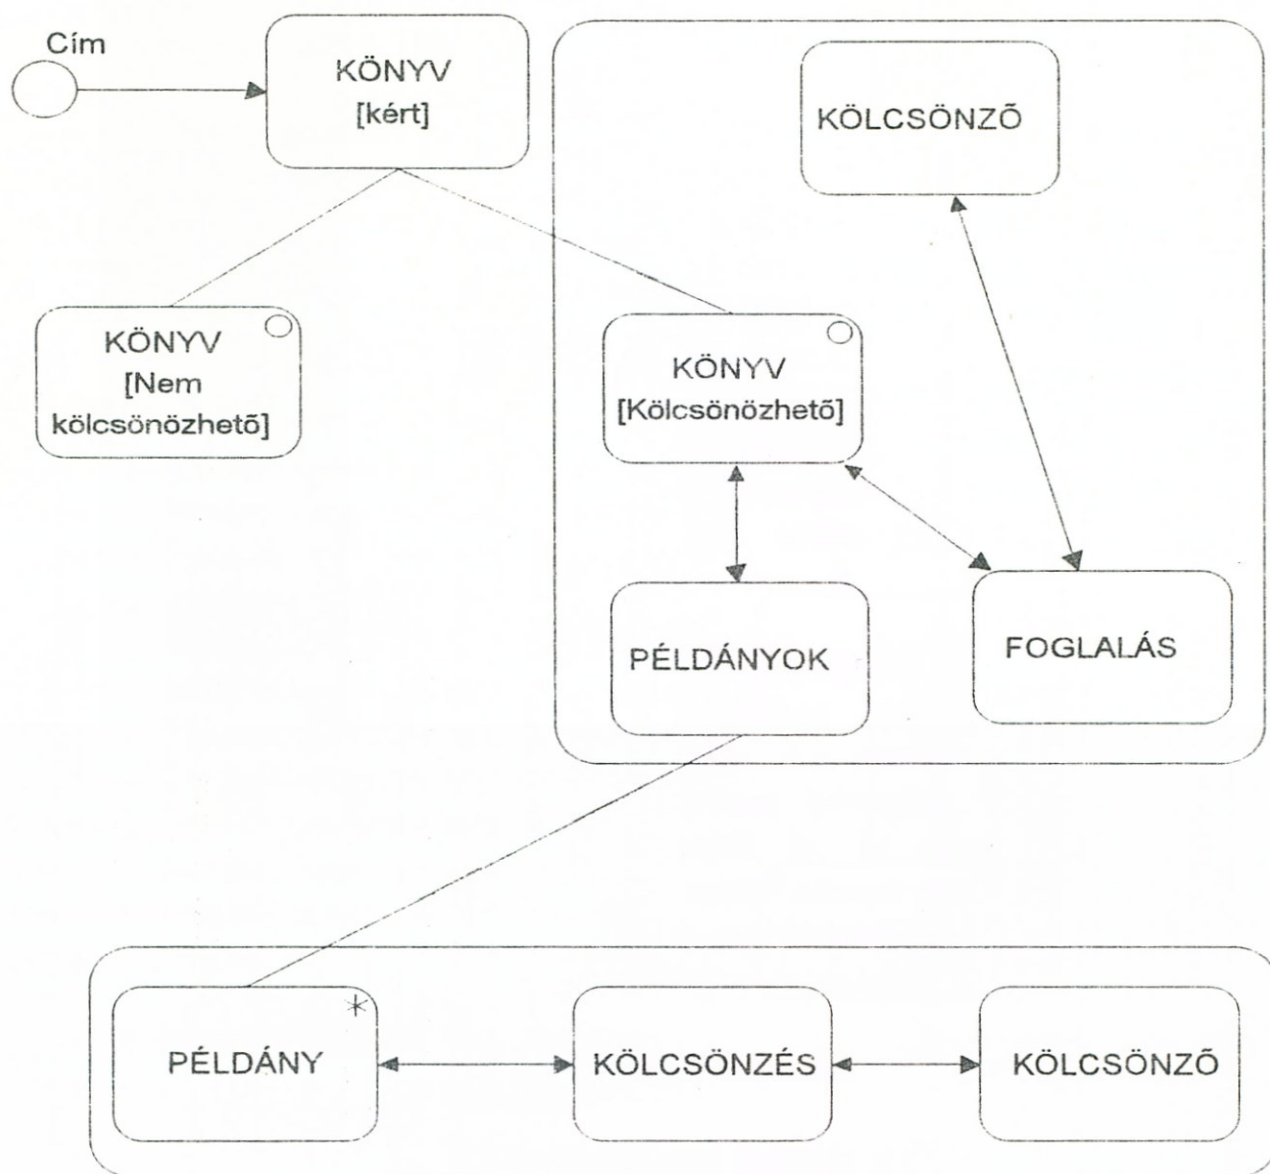 Cím
KÖNYV
[kért]
KÖLCSÖNZŐ
KÖNYV
[Nem
kölcsönözhető]
KÖNYV
[Kölcsönözhető]
PÉLDÁNYOK
FOGLALÁS
PÉLDÁNY
*
KÖLCSÖNZÉS
KÖLCSÖNZŐ